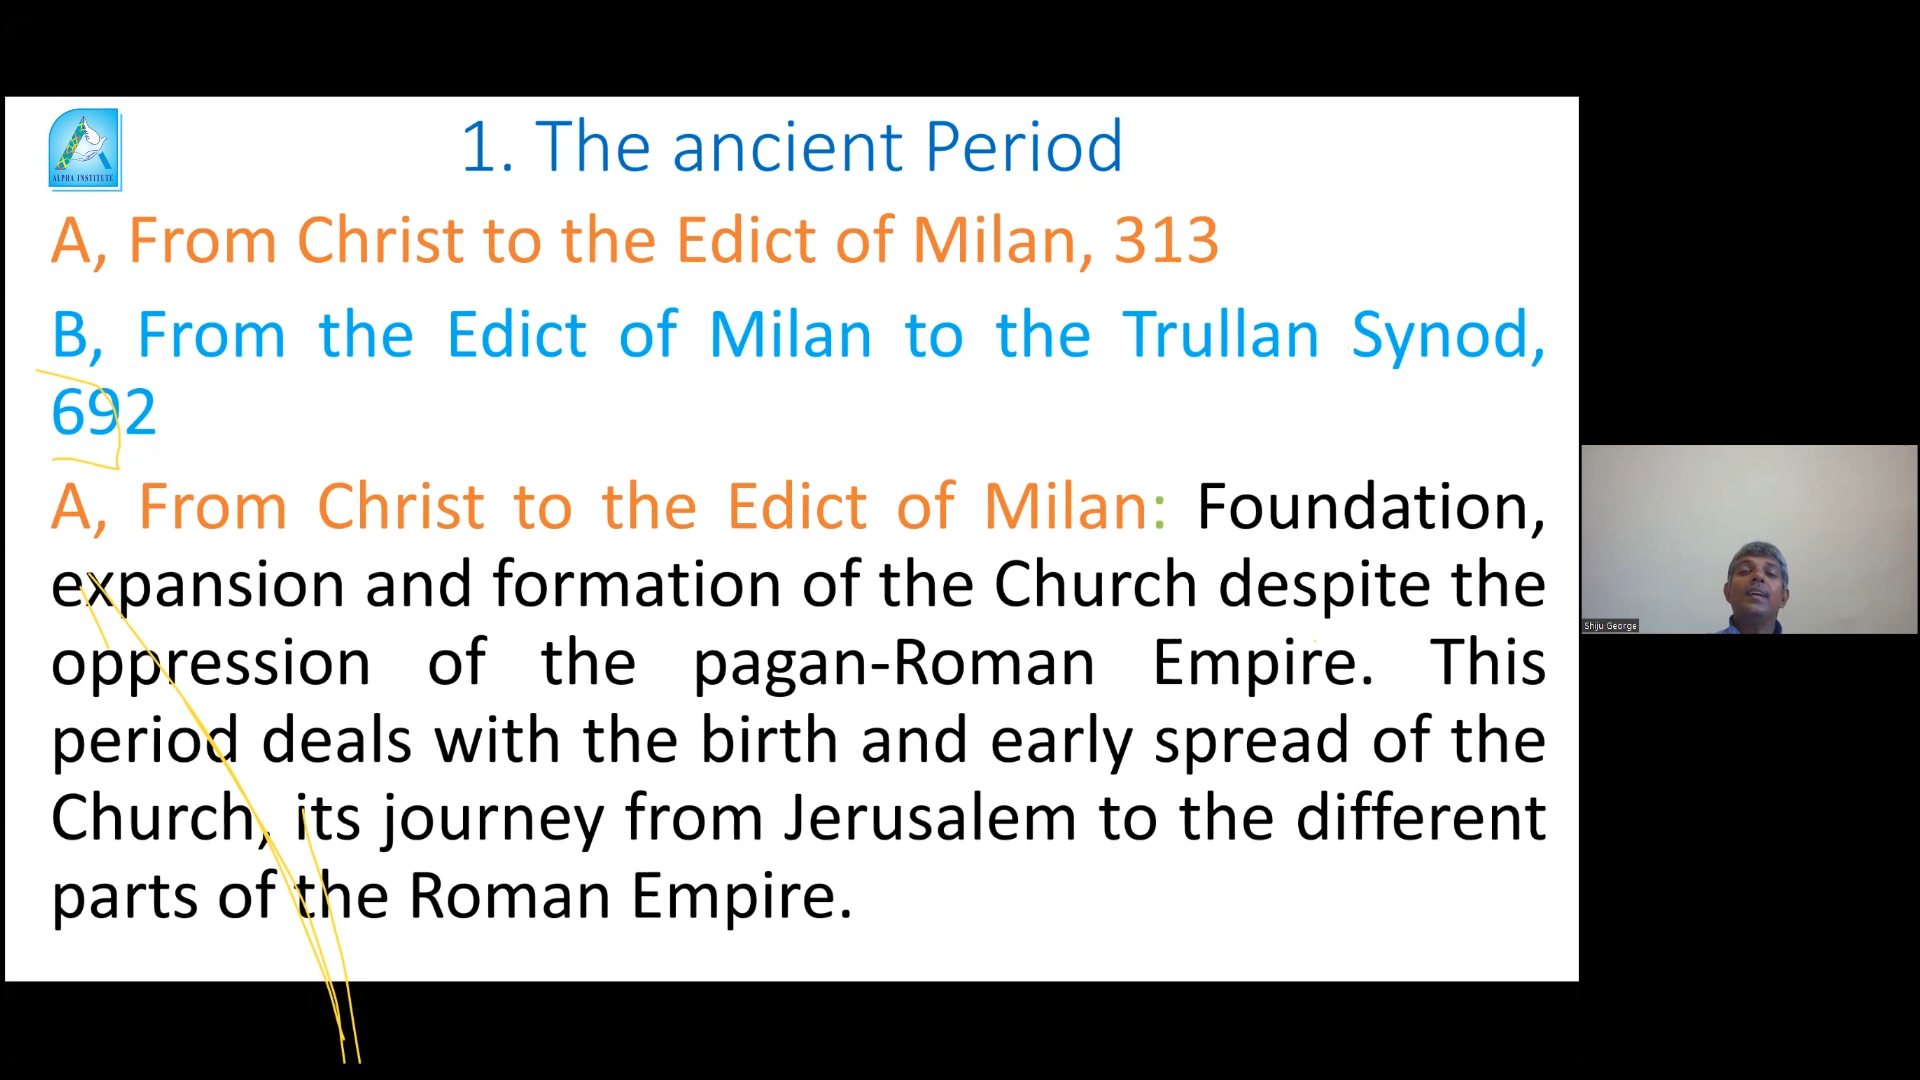 ALPHA INSTITUTE
1. The ancient Period
A, From Christ to the Edict of Milan, 313
B, From the Edict of Milan to the Trullan Synod,
692
A, From Christ to the Edict of Milan: Foundation,
expansion and formation of the Church despite the
oppression of the pagan-Roman Empire. This
period deals with the birth and early spread of the
Church, its journey from Jerusalem to the different
parts of the Roman Empire.
Shiju George